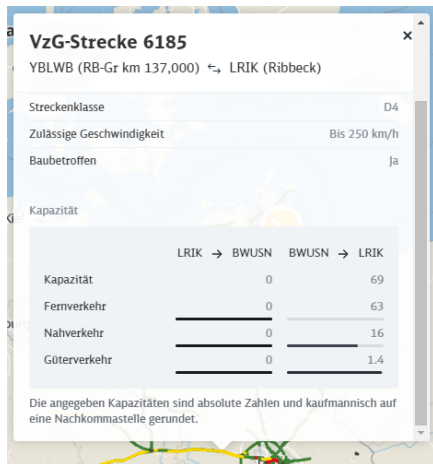 VzG-Strecke 6185
×
YBLWB (RB-Gr km 137,000) ↔ LRIK (Ribbeck)
Streckenklasse D4
Zulässige Geschwindigkeit Bis 250 km/h
Baubetroffen Ja
Kapazität
LRIK → BWUSN BWUSN → LRIK
Kapazität 0 69
Fernverkehr 0 63
Nahverkehr 0 16
Güterverkehr 0 1.4
Die angegeben Kapazitäten sind absolute Zahlen und kaufmannisch auf
eine Nachkommastelle gerundet.